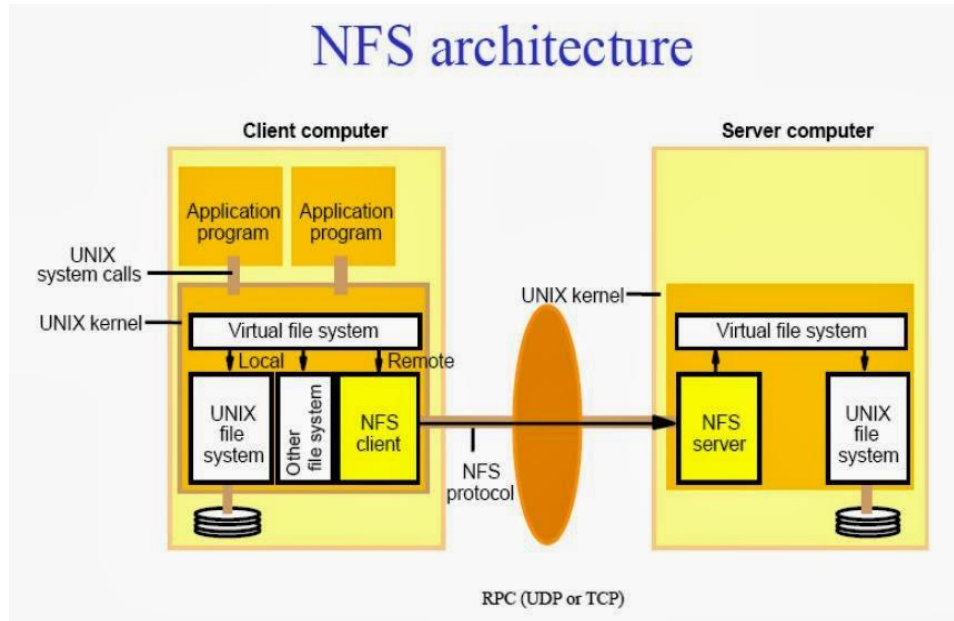 NFS architecture
Client computer
Server computer
Application
program
Application
program
UNIX
system calls
UNIX kernel
UNIX kernel
Virtual file system
Virtual file system
Local
Remote
UNIX
file
system
Other
file system
NFS
client
NFS
protocol
NFS
server
UNIX
file
system
RPC (UDP or TCP)